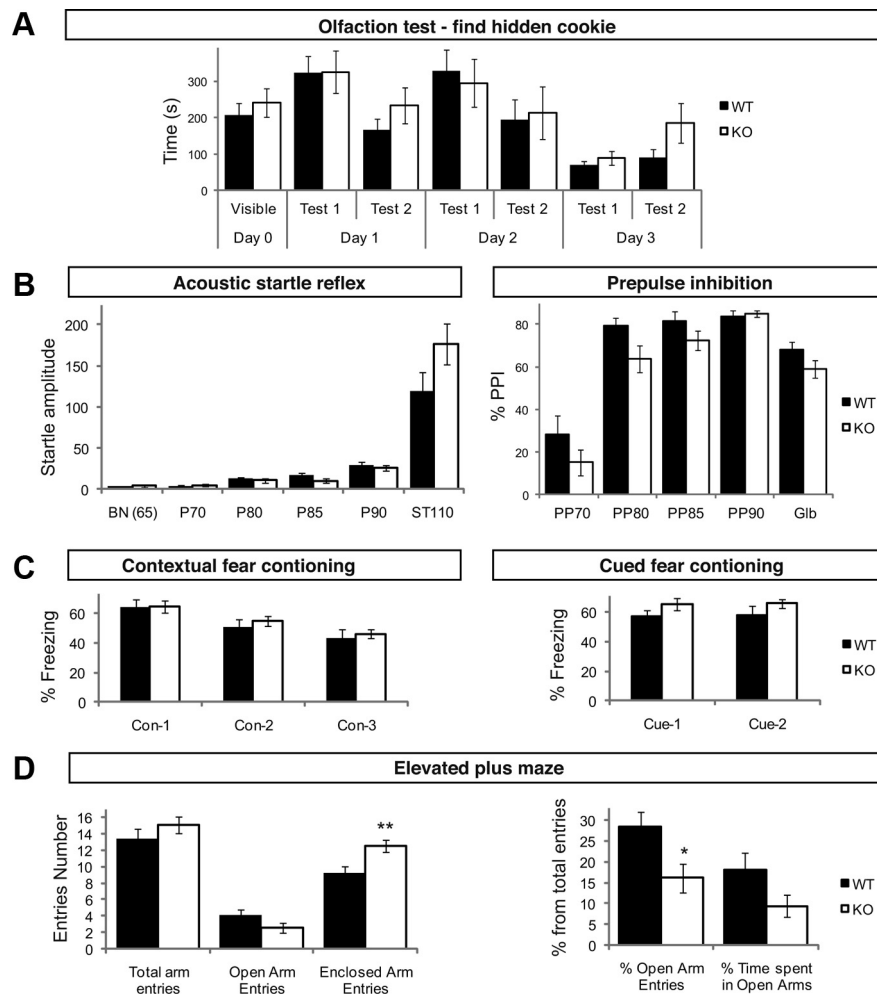 A
Olfaction test - find hidden cookie
Time (s)
300
200
100
0
WT
KO
Visible Test 1 Test 2 Test 1 Test 2 Test 1 Test 2
Day 0 Day 1 Day 2 Day 3
B
Acoustic startle reflex
Startle amplitude
200
150
100
50
0
BN (65) P70 P80 P85 P90 ST110
Prepulse inhibition
% PPI
80
60
40
20
0
WT
KO
PP70 PP80 PP85 PP90 Glb
C
Contextual fear contioning
% Freezing
60
40
20
0
Con-1 Con-2 Con-3
Cued fear contioning
% Freezing
60
40
20
0
WT
KO
Cue-1 Cue-2
D
Elevated plus maze
Entries Number
16
14
12
10
8
6
4
2
0
**
Total arm entries
Open Arm Entries
Enclosed Arm Entries
% from total entries
30
25
20
15
10
5
0
*
WT
KO
% Open Arm Entries
% Time spent in Open Arms